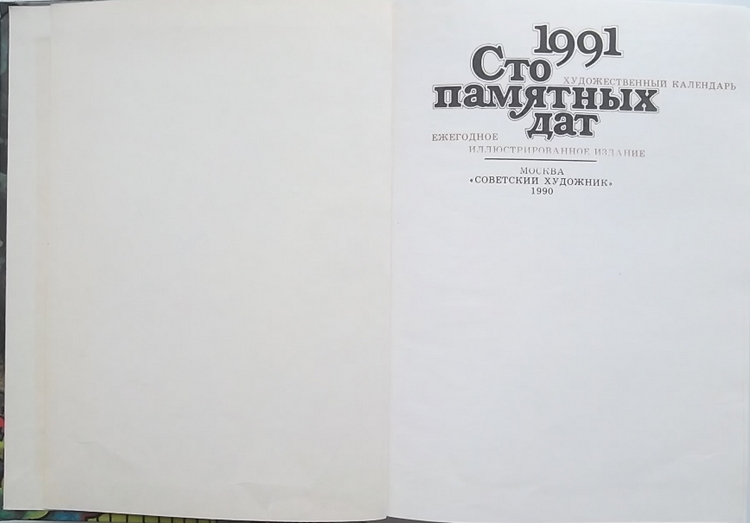 1991
Сто
ХУДОЖЕСТВЕННЫЙ КАЛЕНДАРЬ
памятных
дат
ЕЖЕГОДНОЕ
ИЛЛЮСТРИРОВАННОЕ ИЗДАНИЕ
МОСКВА
«СОВЕТСКИЙ ХУДОЖНИК»
1990